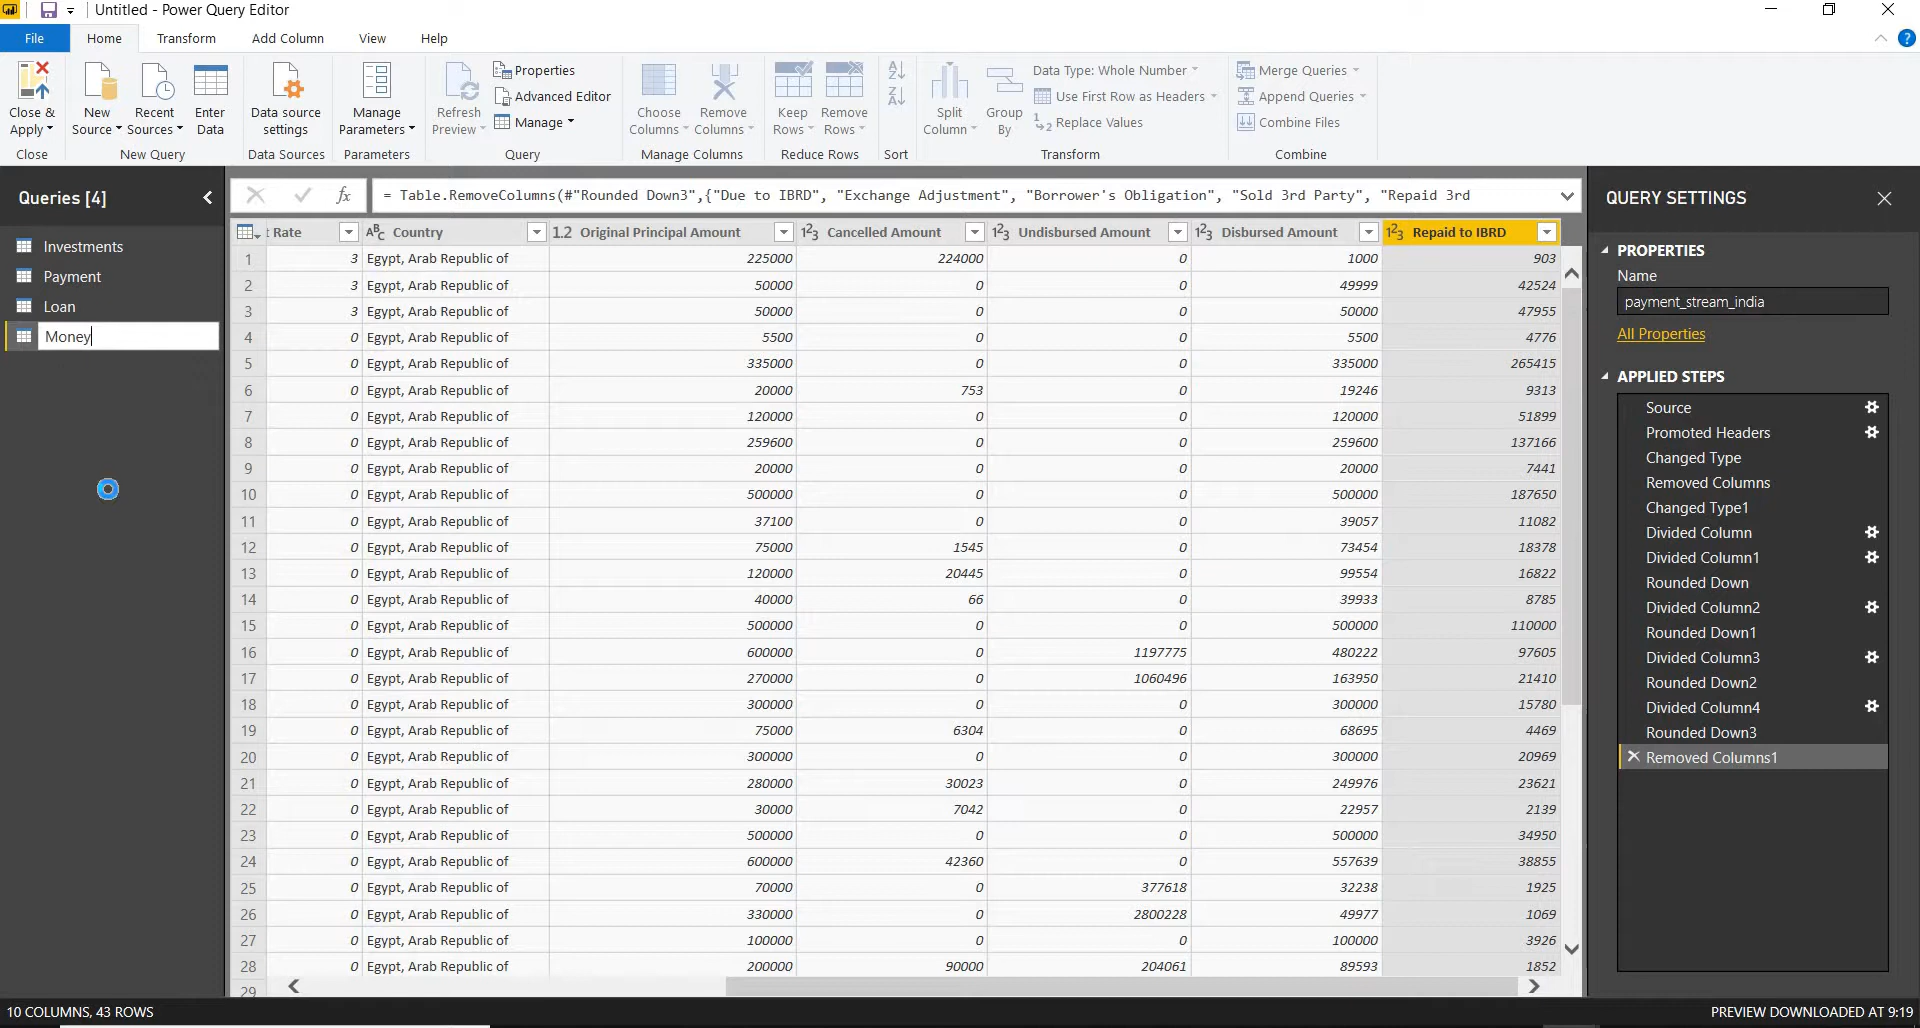 Untitled - Power Query Editor
File
Home
Transform
Add Column
View
Help
Close & Apply
New Source
Recent Sources
Enter Data
Data source settings
Manage Parameters
Refresh Preview
Properties
Advanced Editor
Manage
Choose Columns
Remove Columns
Keep Rows
Remove Rows
Split Column
Group By
Data Type: Whole Number
Use First Row as Headers
Replace Values
Merge Queries
Append Queries
Combine Files
Close
New Query
Data Sources
Parameters
Query
Manage Columns
Reduce Rows
Sort
Transform
Combine
Queries [4]
Investments
Payment
Loan
Money
= Table.RemoveColumns(#"Rounded Down3",{"Due to IBRD", "Exchange Adjustment", "Borrower's Obligation", "Sold 3rd Party", "Repaid 3rd
t Rate ABC Country 1.2 Original Principal Amount 123 Cancelled Amount 123 Undisbursed Amount 123 Disbursed Amount 123 Repaid to IBRD
1 3 Egypt, Arab Republic of 225000 224000 0 1000 903
2 3 Egypt, Arab Republic of 50000 0 0 49999 42524
3 3 Egypt, Arab Republic of 50000 0 0 50000 47955
4 0 Egypt, Arab Republic of 5500 0 0 5500 4776
5 0 Egypt, Arab Republic of 335000 0 0 335000 265415
6 0 Egypt, Arab Republic of 20000 753 0 19246 9313
7 0 Egypt, Arab Republic of 120000 0 0 120000 51899
8 0 Egypt, Arab Republic of 259600 0 0 259600 137166
9 0 Egypt, Arab Republic of 20000 0 0 20000 7441
10 0 Egypt, Arab Republic of 500000 0 0 500000 187650
11 0 Egypt, Arab Republic of 37100 0 0 39057 11082
12 0 Egypt, Arab Republic of 75000 1545 0 73454 18378
13 0 Egypt, Arab Republic of 120000 20445 0 99554 16822
14 0 Egypt, Arab Republic of 40000 66 0 39933 8785
15 0 Egypt, Arab Republic of 500000 0 0 500000 110000
16 0 Egypt, Arab Republic of 600000 0 1197775 480222 97605
17 0 Egypt, Arab Republic of 270000 0 1060496 163950 21410
18 0 Egypt, Arab Republic of 300000 0 0 300000 15780
19 0 Egypt, Arab Republic of 75000 6304 0 68695 4469
20 0 Egypt, Arab Republic of 300000 0 0 300000 20969
21 0 Egypt, Arab Republic of 280000 30023 0 249976 23621
22 0 Egypt, Arab Republic of 30000 7042 0 22957 2139
23 0 Egypt, Arab Republic of 500000 0 0 500000 34950
24 0 Egypt, Arab Republic of 600000 42360 0 557639 38855
25 0 Egypt, Arab Republic of 70000 0 377618 32238 1925
26 0 Egypt, Arab Republic of 330000 0 2800228 49977 1069
27 0 Egypt, Arab Republic of 100000 0 0 100000 3926
28 0 Egypt, Arab Republic of 200000 90000 204061 89593 1852
29
QUERY SETTINGS
PROPERTIES
Name
payment_stream_india
All Properties
APPLIED STEPS
Source
Promoted Headers
Changed Type
Removed Columns
Changed Type1
Divided Column
Divided Column1
Rounded Down
Divided Column2
Rounded Down1
Divided Column3
Rounded Down2
Divided Column4
Rounded Down3
Removed Columns1
10 COLUMNS, 43 ROWS
PREVIEW DOWNLOADED AT 9:19